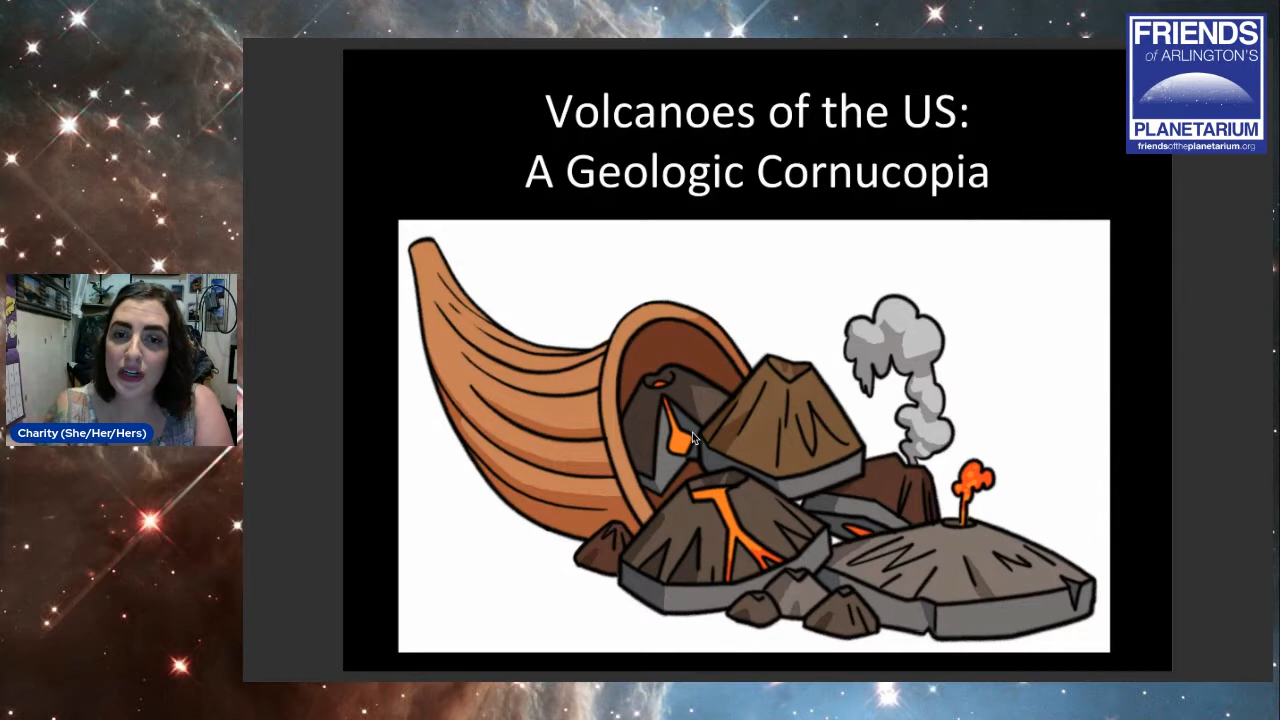 FRIENDS
of ARLINGTON'S
PLANETARIUM
friendsoftheplanetarium.org
Volcanoes of the US:
A Geologic Cornucopia
Charity (She/Her/Hers)